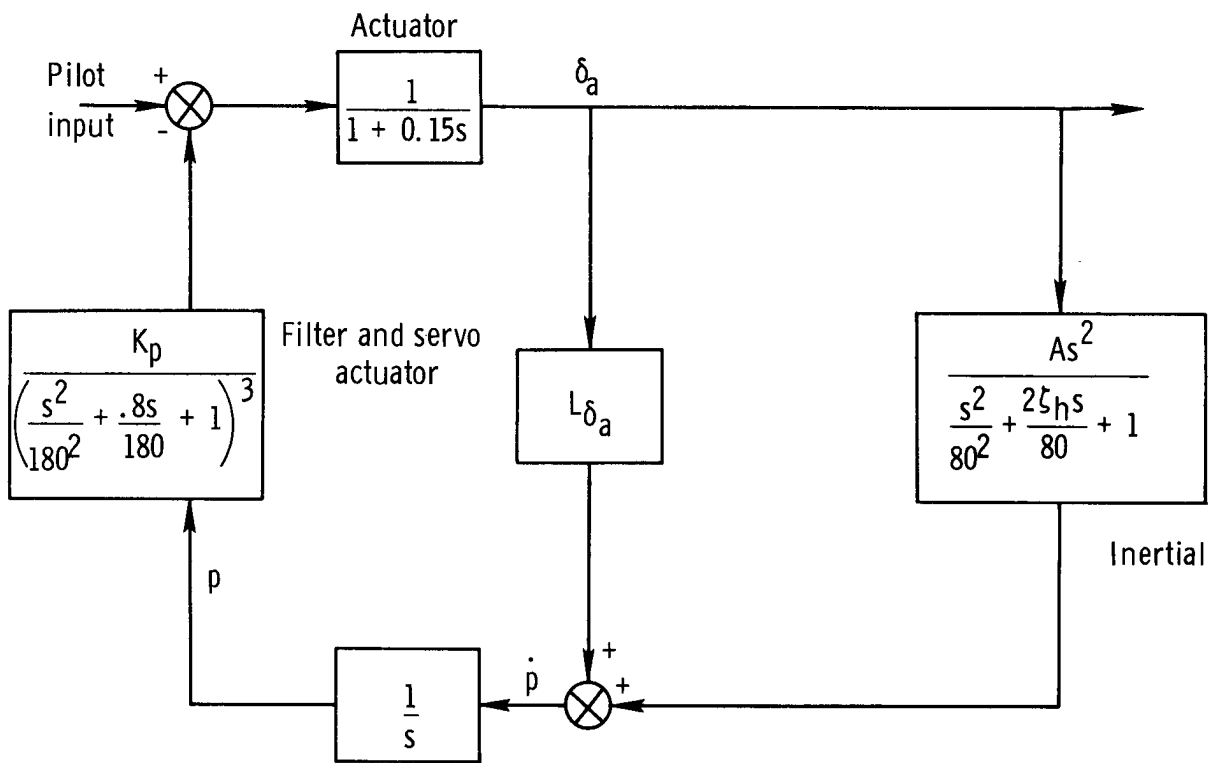 Actuator
Pilot
input
+
-
1
1 + 0.15s
δa
Kp
(s²/180² + .8s/180 + 1)³
Filter and servo
actuator
Lδa
As²
s²/80² + 2ζhs/80 + 1
Inertial
p
ṗ
+
+
1
s